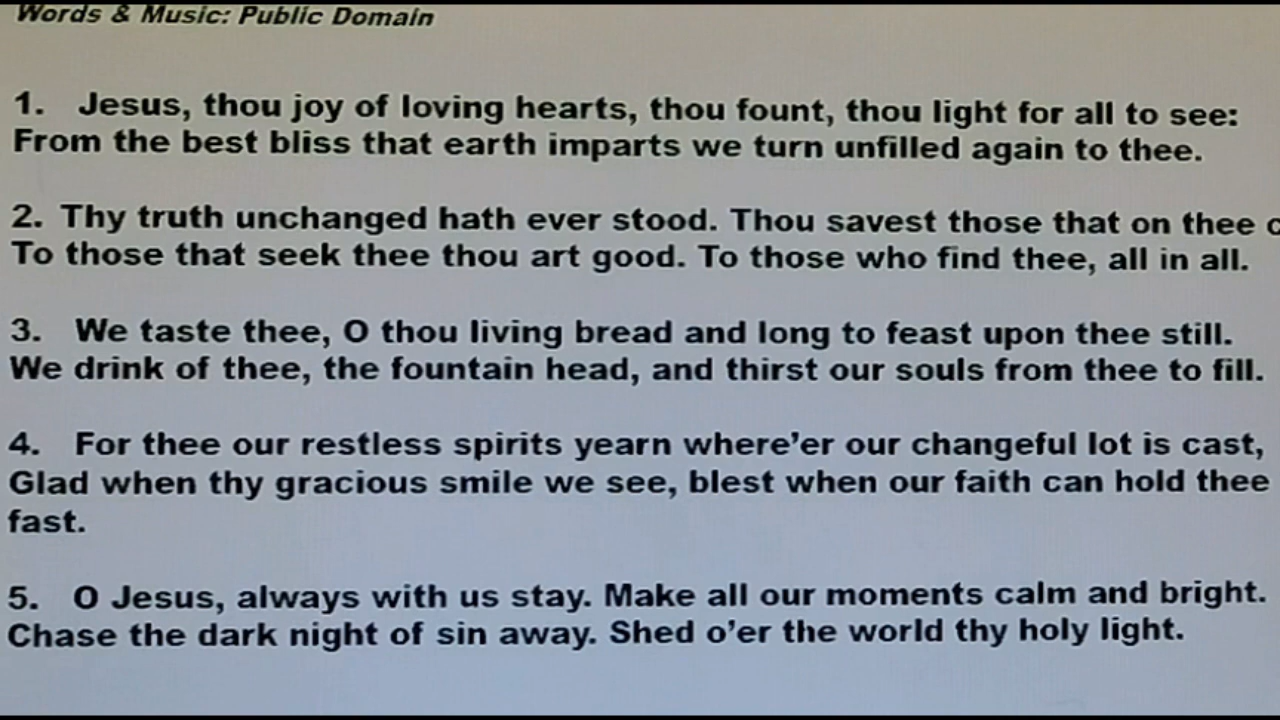 Words & Music: Public Domain
1. Jesus, thou joy of loving hearts, thou fount, thou light for all to see:
From the best bliss that earth imparts we turn unfilled again to thee.
2. Thy truth unchanged hath ever stood. Thou savest those that on thee
To those that seek thee thou art good. To those who find thee, all in all.
3. We taste thee, O thou living bread and long to feast upon thee still.
We drink of thee, the fountain head, and thirst our souls from thee to fill.
4. For thee our restless spirits yearn where’er our changeful lot is cast,
Glad when thy gracious smile we see, blest when our faith can hold thee
fast.
5. O Jesus, always with us stay. Make all our moments calm and bright.
Chase the dark night of sin away. Shed o’er the world thy holy light.